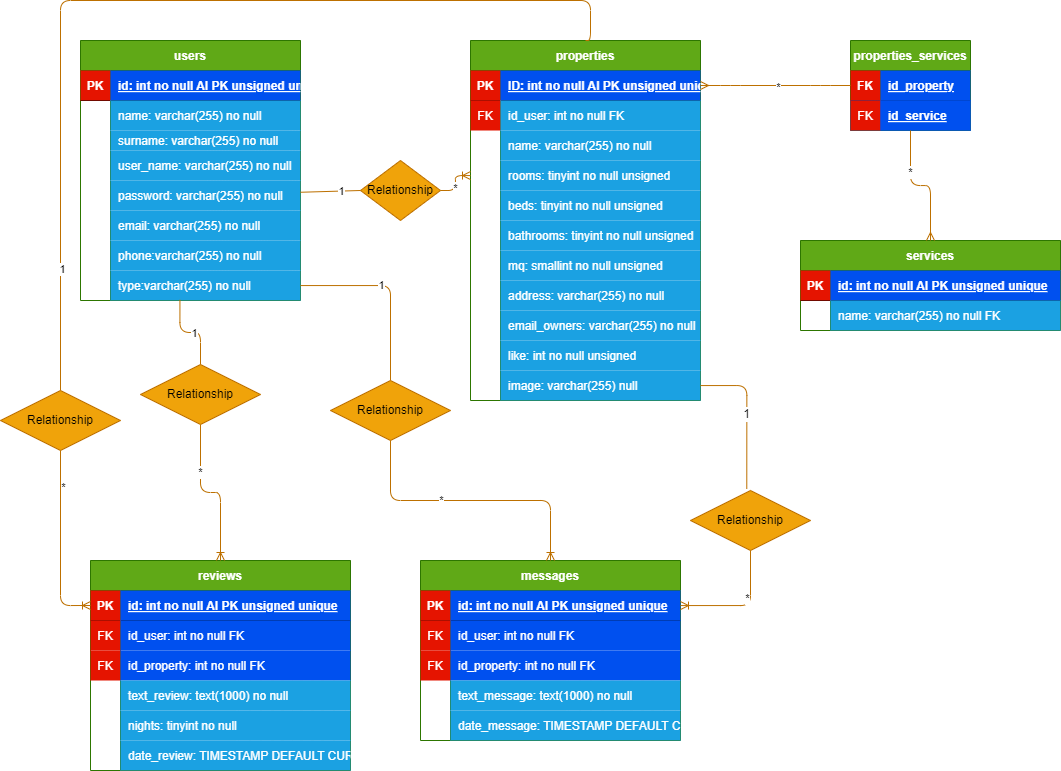 users
PK id: int no null AI PK unsigned un
name: varchar(255) no null
surname: varchar(255) no null
user_name: varchar(255) no null
password: varchar(255) no null
email: varchar(255) no null
phone:varchar(255) no null
type:varchar(255) no null
1
Relationship
*
properties
PK ID: int no null AI PK unsigned uniq
FK id_user: int no null FK
name: varchar(255) no null
rooms: tinyint no null unsigned
beds: tinyint no null unsigned
bathrooms: tinyint no null unsigned
mq: smallint no null unsigned
address: varchar(255) no null
email_owners: varchar(255) no null
like: int no null unsigned
image: varchar(255) null
*
properties_services
FK id_property
FK id_service
*
services
PK id: int no null AI PK unsigned unique
name: varchar(255) no null FK
1
Relationship
*
1
Relationship
*
1
Relationship
*
1
Relationship
*
reviews
PK id: int no null AI PK unsigned unique
FK id_user: int no null FK
FK id_property: int no null FK
text_review: text(1000) no null
nights: tinyint no null
date_review: TIMESTAMP DEFAULT CUR
messages
PK id: int no null AI PK unsigned unique
FK id_user: int no null FK
FK id_property: int no null FK
text_message: text(1000) no null
date_message: TIMESTAMP DEFAULT C